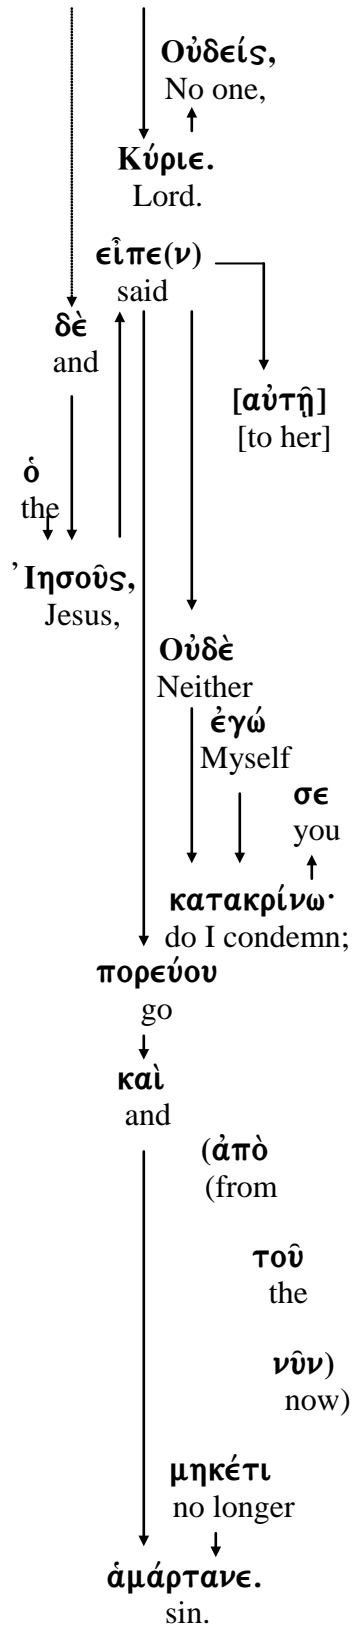 Οὐδείς,
No one,
Κύριε.
Lord.
εἶπε(ν)
said
δὲ
and
[αὐτῇ]
[to her]
ὁ
the
Ἰησοῦς,
Jesus,
Οὐδὲ
Neither
ἐγώ
Myself
σε
you
κατακρίνω·
do I condemn;
πορεύου
go
καὶ
and
(ἀπὸ
(from
τοῦ
the
νῦν)
now)
μηκέτι
no longer
ἁμάρτανε.
sin.